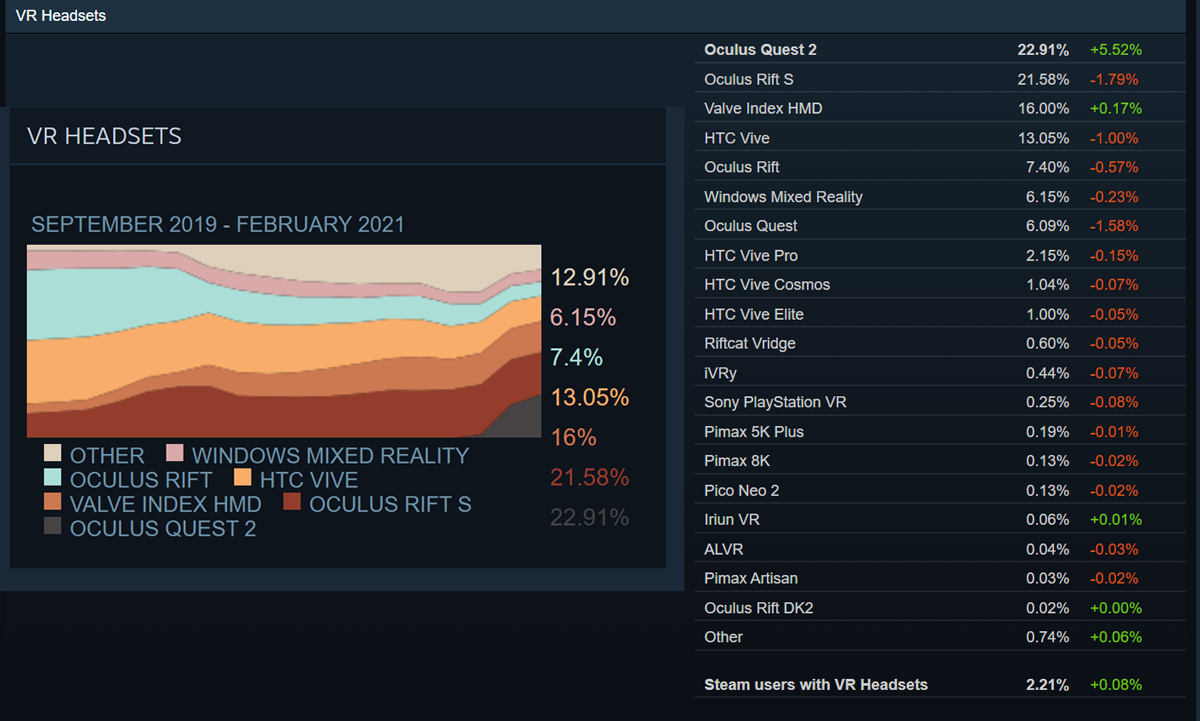 VR Headsets
VR HEADSETS
SEPTEMBER 2019 - FEBRUARY 2021
12.91%
6.15%
7.4%
13.05%
16%
21.58%
22.91%
OTHER WINDOWS MIXED REALITY
OCULUS RIFT HTC VIVE
VALVE INDEX HMD OCULUS RIFT S
OCULUS QUEST 2
Oculus Quest 2 22.91% +5.52%
Oculus Rift S 21.58% -1.79%
Valve Index HMD 16.00% +0.17%
HTC Vive 13.05% -1.00%
Oculus Rift 7.40% -0.57%
Windows Mixed Reality 6.15% -0.23%
Oculus Quest 6.09% -1.58%
HTC Vive Pro 2.15% -0.15%
HTC Vive Cosmos 1.04% -0.07%
HTC Vive Elite 1.00% -0.05%
Riftcat Vridge 0.60% -0.05%
iVRy 0.44% -0.07%
Sony PlayStation VR 0.25% -0.08%
Pimax 5K Plus 0.19% -0.01%
Pimax 8K 0.13% -0.02%
Pico Neo 2 0.13% -0.02%
Iriun VR 0.06% +0.01%
ALVR 0.04% -0.03%
Pimax Artisan 0.03% -0.02%
Oculus Rift DK2 0.02% +0.00%
Other 0.74% +0.06%
Steam users with VR Headsets 2.21% +0.08%